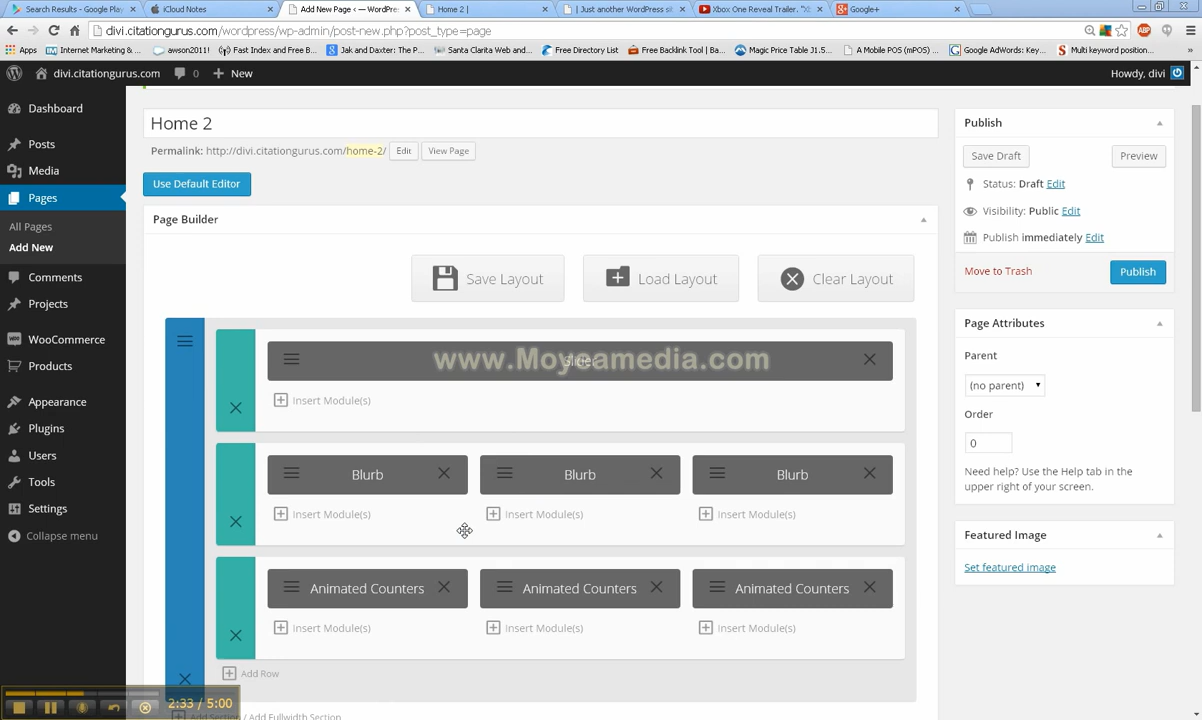 Search Results - Google Play
iCloud Notes
Add New Page < — WordPre
Home 2 |
| Just another WordPress sit
Xbox One Reveal Trailer. "X
Google+
divi.citationgurus.com/wordpress/wp-admin/post-new.php?post_type=page
Apps
Internet Marketing &...
awson2011!
Fast Index and Free B...
Jak and Daxter: The P...
Santa Clarita Web and...
Free Directory List
Free Backlink Tool | Ba...
Magic Price Table J1.5...
A Mobile POS (mPOS) ...
Google AdWords: Key...
Multi keyword position...
divi.citationgurus.com
0
New
Howdy, divi
Dashboard
Posts
Media
Pages
All Pages
Add New
Comments
Projects
WooCommerce
Products
Appearance
Plugins
Users
Tools
Settings
Collapse menu
Home 2
Permalink: http://divi.citationgurus.com/home-2/ Edit View Page
Use Default Editor
Page Builder
Save Layout
Load Layout
Clear Layout
Slider
www.Moyeamedia.com
Insert Module(s)
Blurb
Blurb
Blurb
Insert Module(s)
Insert Module(s)
Insert Module(s)
Animated Counters
Animated Counters
Animated Counters
Insert Module(s)
Insert Module(s)
Insert Module(s)
Add Row
Add Section / Add Fullwidth Section
Publish
Save Draft
Preview
Status: Draft Edit
Visibility: Public Edit
Publish immediately Edit
Move to Trash
Publish
Page Attributes
Parent
(no parent)
Order
0
Need help? Use the Help tab in the
upper right of your screen.
Featured Image
Set featured image
2:33 / 5:00